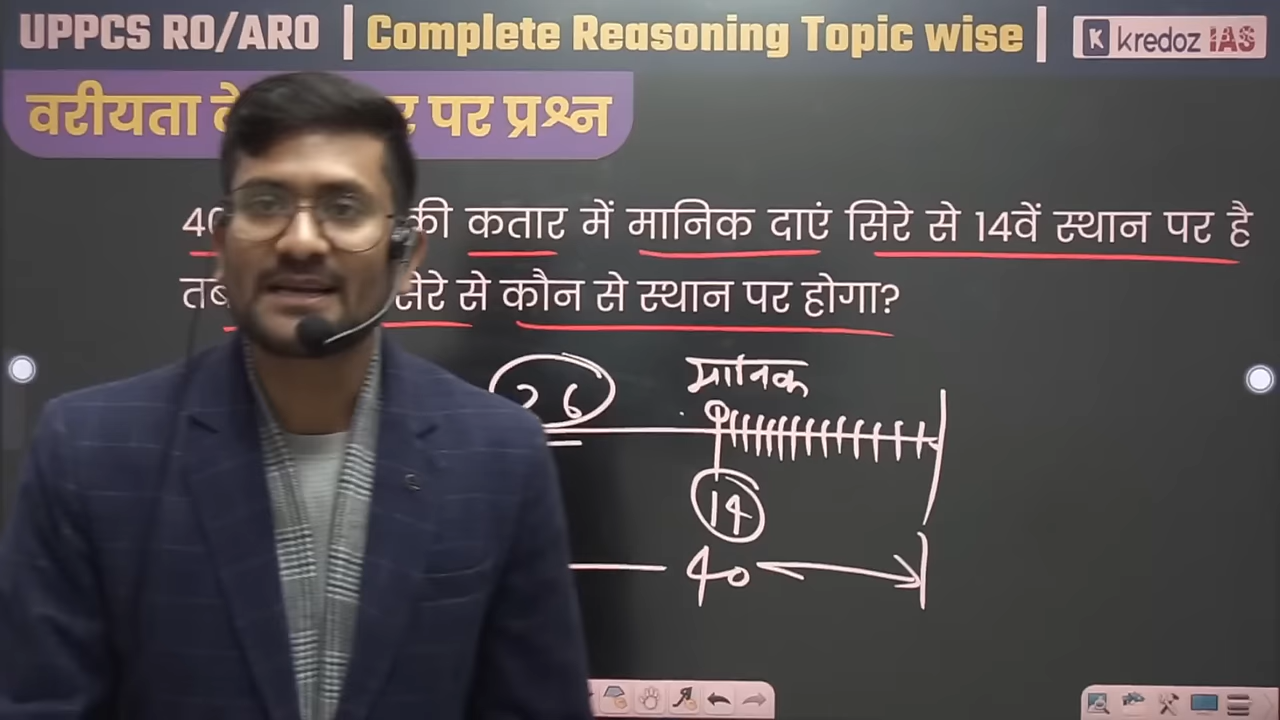 UPPCS RO/ARO | Complete Reasoning Topic wise |
K kredoz IAS
वरीयता पर प्रश्न
की कतार में मानिक दाएं सिरे से 14वें स्थान पर है
तब सिरे से कौन से स्थान पर होगा?
26
मानिक
14
40